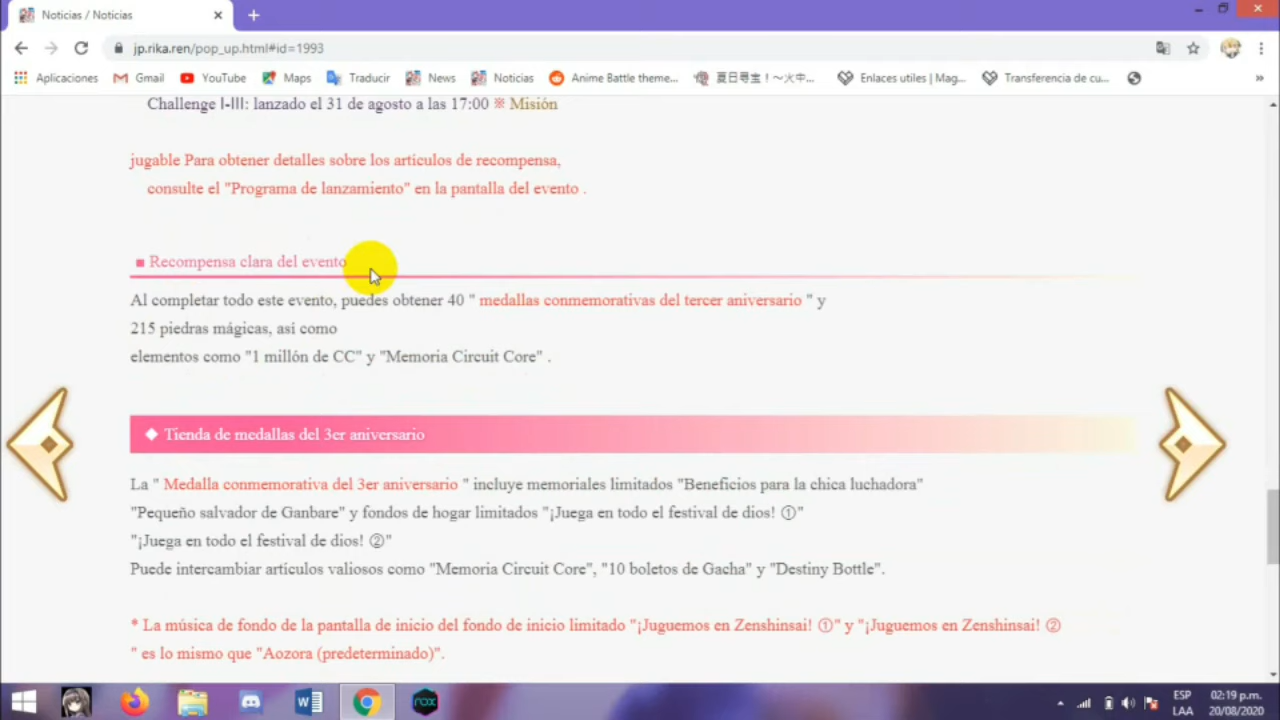 Noticias / Noticias
jp.rika.ren/pop_up.html#id=1993
Aplicaciones Gmail YouTube Maps Traducir News Noticias Anime Battle theme... 夏日尋宝！～火中... Enlaces utiles | Mag... Transferencia de cu... »
Challenge I-III: lanzado el 31 de agosto a las 17:00 ※ Misión
jugable Para obtener detalles sobre los artículos de recompensa,
consulte el "Programa de lanzamiento" en la pantalla del evento .
■ Recompensa clara del evento
Al completar todo este evento, puedes obtener 40 " medallas conmemorativas del tercer aniversario " y
215 piedras mágicas, así como
elementos como "1 millón de CC" y "Memoria Circuit Core" .
◆ Tienda de medallas del 3er aniversario
La " Medalla conmemorativa del 3er aniversario " incluye memoriales limitados "Beneficios para la chica luchadora"
"Pequeño salvador de Ganbare" y fondos de hogar limitados "¡Juega en todo el festival de dios! ①"
"¡Juega en todo el festival de dios! ②"
Puede intercambiar artículos valiosos como "Memoria Circuit Core", "10 boletos de Gacha" y "Destiny Bottle".
* La música de fondo de la pantalla de inicio del fondo de inicio limitado "¡Juguemos en Zenshinsai! ①" y "¡Juguemos en Zenshinsai! ②
" es lo mismo que "Aozora (predeterminado)".
nox
ESP 02:19 p.m.
LAA 20/08/2020